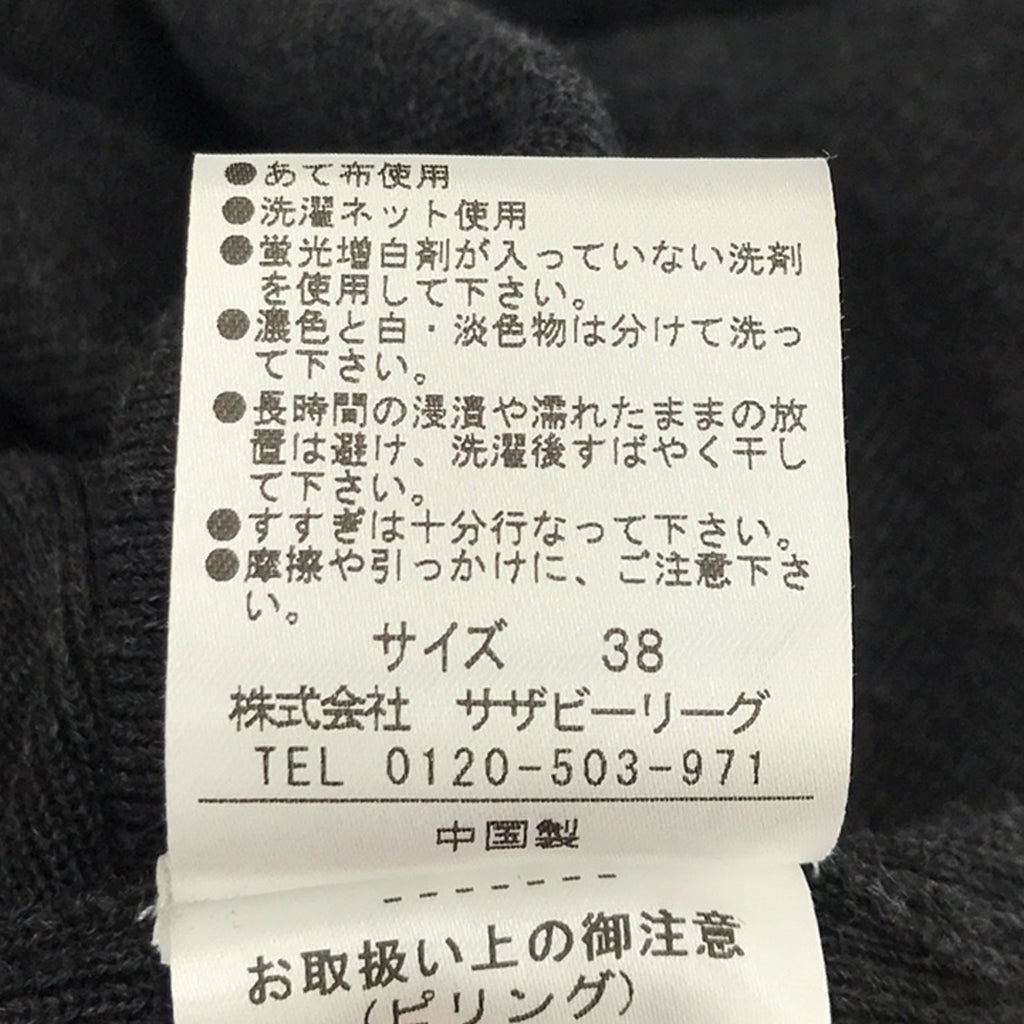 ●あて布使用
●洗濯ネット使用
●蛍光増白剤が入っていない洗剤
を使用して下さい。
●濃色と白・淡色物は分けて洗っ
て下さい。
●長時間の浸漬や濡れたままの放
置は避け、洗濯後すばやく干し
て下さい。
●すすぎは十分行なって下さい。
●摩擦や引っかけに、ご注意下さ
い。
サイズ 38
株式会社 サザビーリーグ
TEL 0120-503-971
中国製
お取扱い上の御注意
(ピリング)